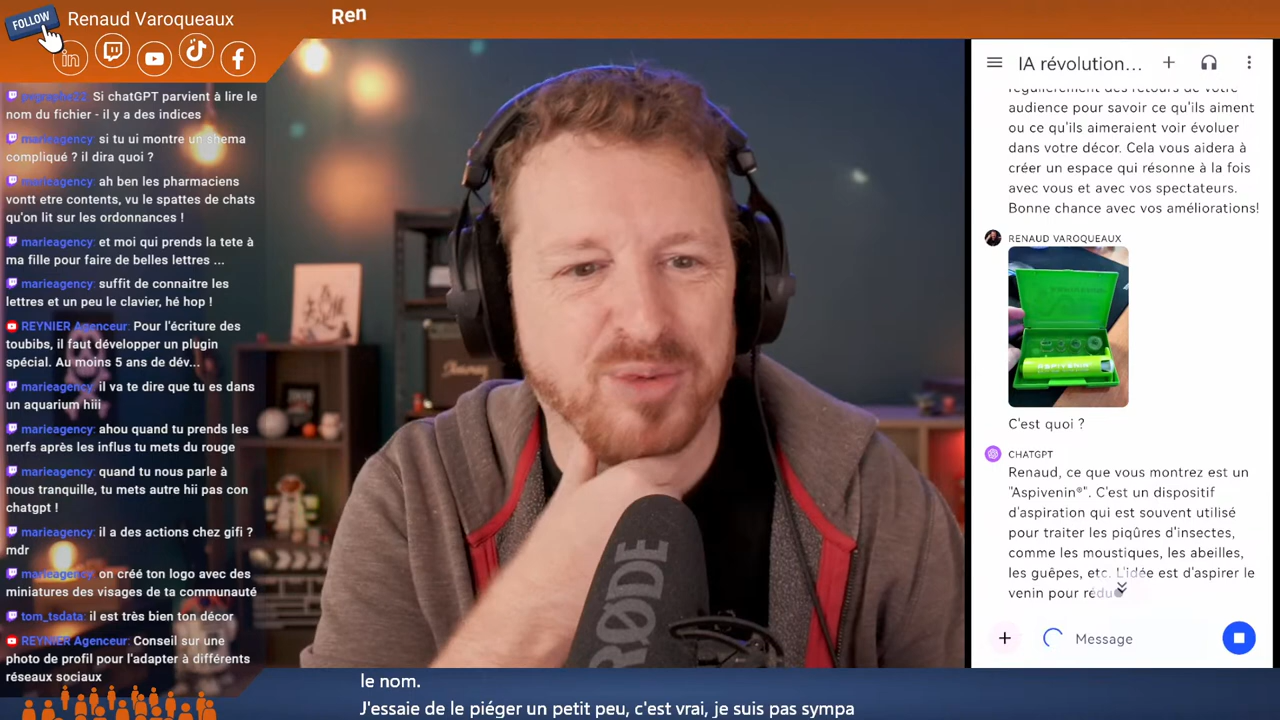 FOLLOW
Renaud Varoqueaux
Ren
Si chatGPT parvient à lire le
nom du fichier - il y a des indices
marieagency: si tu ui montre un shema
compliqué ? il dira quoi ?
marieagency: ah ben les pharmaciens
vontt etre contents, vu le spattes de chats
qu'on lit sur les ordonnances !
marieagency: et moi qui prends la tete à
ma fille pour faire de belles lettres ...
marieagency: suffit de connaitre les
lettres et un peu le clavier, hé hop !
REYNIER Agenceur: Pour l'écriture des
toubibs, il faut développer un plugin
spécial. Au moins 5 ans de dév...
marieagency: il va te dire que tu es dans
un aquarium hiii
marieagency: ahou quand tu prends les
nerfs après les influs tu mets du rouge
marieagency: quand tu nous parle à
nous tranquille, tu mets autre hii pas con
chatgpt !
marieagency: il a des actions chez gifi ?
mdr
marieagency: on créé ton logo avec des
miniatures des visages de ta communauté
tom_tsdata: il est très bien ton décor
REYNIER Agenceur: Conseil sur une
photo de profil pour l'adapter à différents
réseaux sociaux
RØDE
le nom.
J'essaie de le piéger un petit peu, c'est vrai, je suis pas sympa
IA révolution...
régulièrement des retours de votre
audience pour savoir ce qu'ils aiment
ou ce qu'ils aimeraient voir évoluer
dans votre décor. Cela vous aidera à
créer un espace qui résonne à la fois
avec vous et avec vos spectateurs.
Bonne chance avec vos améliorations!
RENAUD VAROQUEAUX
ASPIVENIN
C'est quoi ?
CHATGPT
Renaud, ce que vous montrez est un
"Aspivenin®". C'est un dispositif
d'aspiration qui est souvent utilisé
pour traiter les piqûres d'insectes,
comme les moustiques, les abeilles,
les guêpes, etc. L'idée est d'aspirer le
venin pour rédu
Message